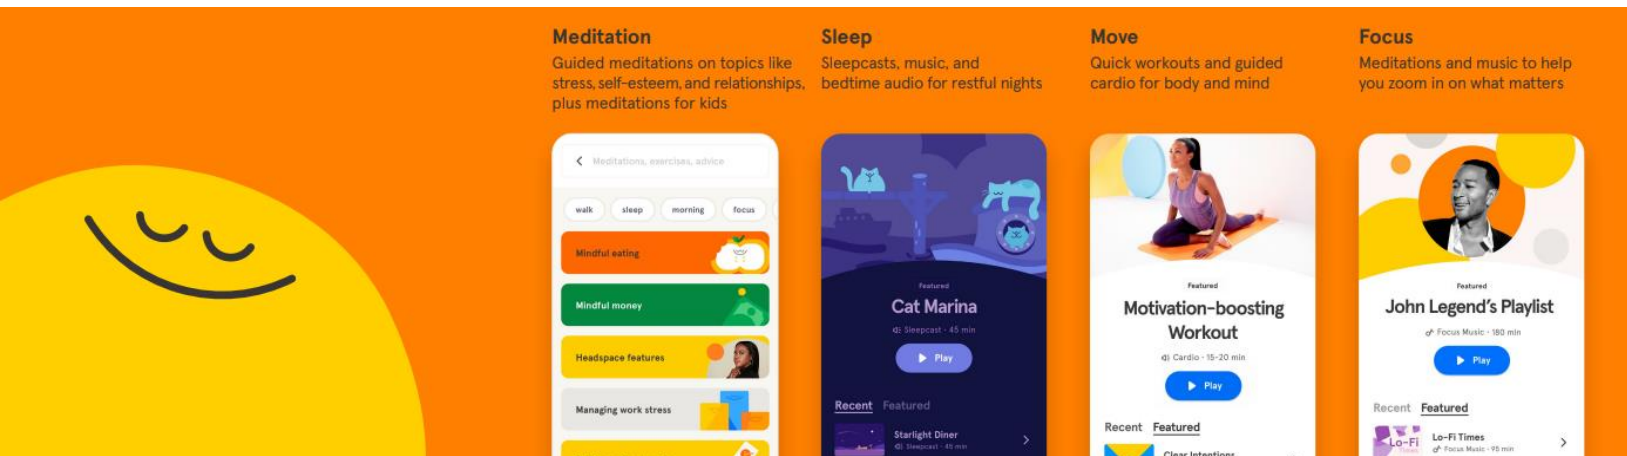 Meditation
Guided meditations on topics like
stress, self-esteem, and relationships,
plus meditations for kids
Meditations, exercises, advice
walk sleep morning focus
Mindful eating
Mindful money
Headspace features
Managing work stress
Sleep
Sleepcasts, music, and
bedtime audio for restful nights
Featured
Cat Marina
Sleepcast · 45 min
Play
Recent Featured
Starlight Diner
Sleepcast · 45 min
Move
Quick workouts and guided
cardio for body and mind
Featured
Motivation-boosting
Workout
Cardio · 15-20 min
Play
Recent Featured
Clear Intentions
Focus
Meditations and music to help
you zoom in on what matters
Featured
John Legend's Playlist
Focus Music · 180 min
Play
Recent Featured
Lo-Fi
Times
Lo-Fi Times
Focus Music · 95 min